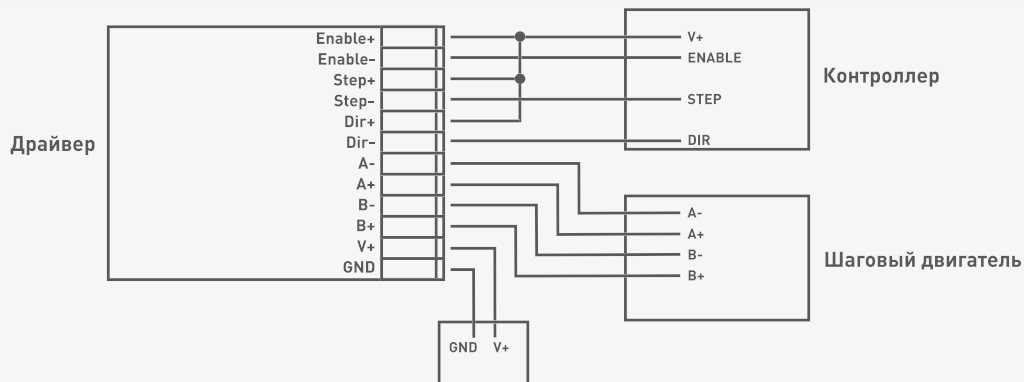 Драйвер
Enable+
Enable-
Step+
Step-
Dir+
Dir-
A-
A+
B-
B+
V+
GND
V+
ENABLE
STEP
DIR
Контроллер
A-
A+
B-
B+
Шаговый двигатель
GND V+